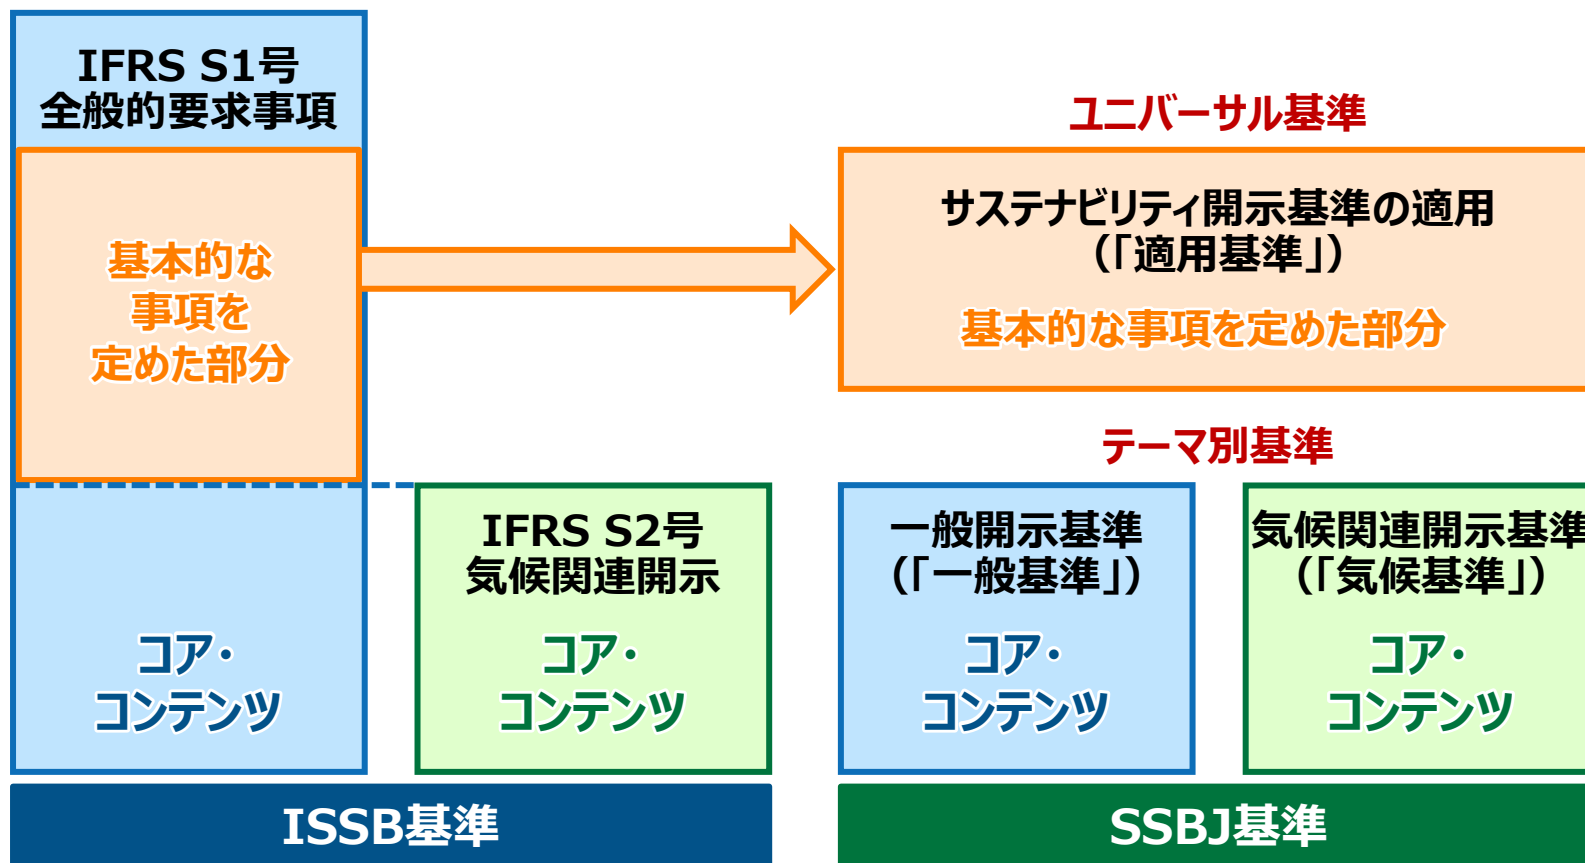 IFRS S1号
全般的要求事項
基本的な
事項を
定めた部分
コア・
コンテンツ
IFRS S2号
気候関連開示
コア・
コンテンツ
ISSB基準
ユニバーサル基準
サステナビリティ開示基準の適用
（「適用基準」）
基本的な事項を定めた部分
テーマ別基準
一般開示基準
（「一般基準」）
コア・
コンテンツ
気候関連開示基準
（「気候基準」）
コア・
コンテンツ
SSBJ基準